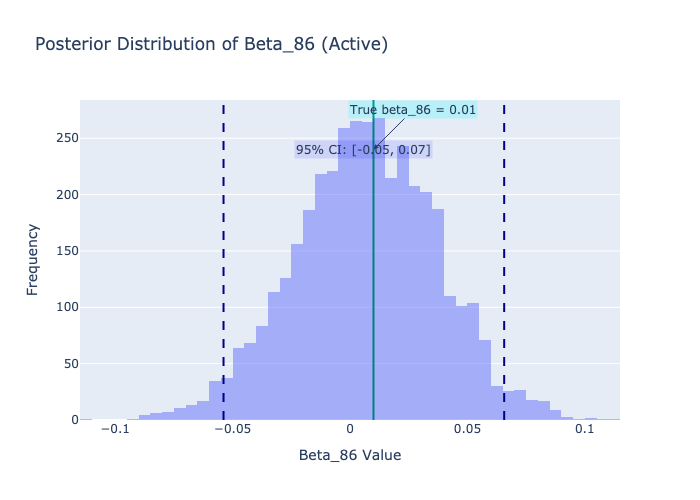 Posterior Distribution of Beta_86 (Active)
True beta_86 = 0.01
95% CI: [-0.05, 0.07]
250
200
150
100
50
0
Frequency
−0.1
−0.05
0
0.05
0.1
Beta_86 Value